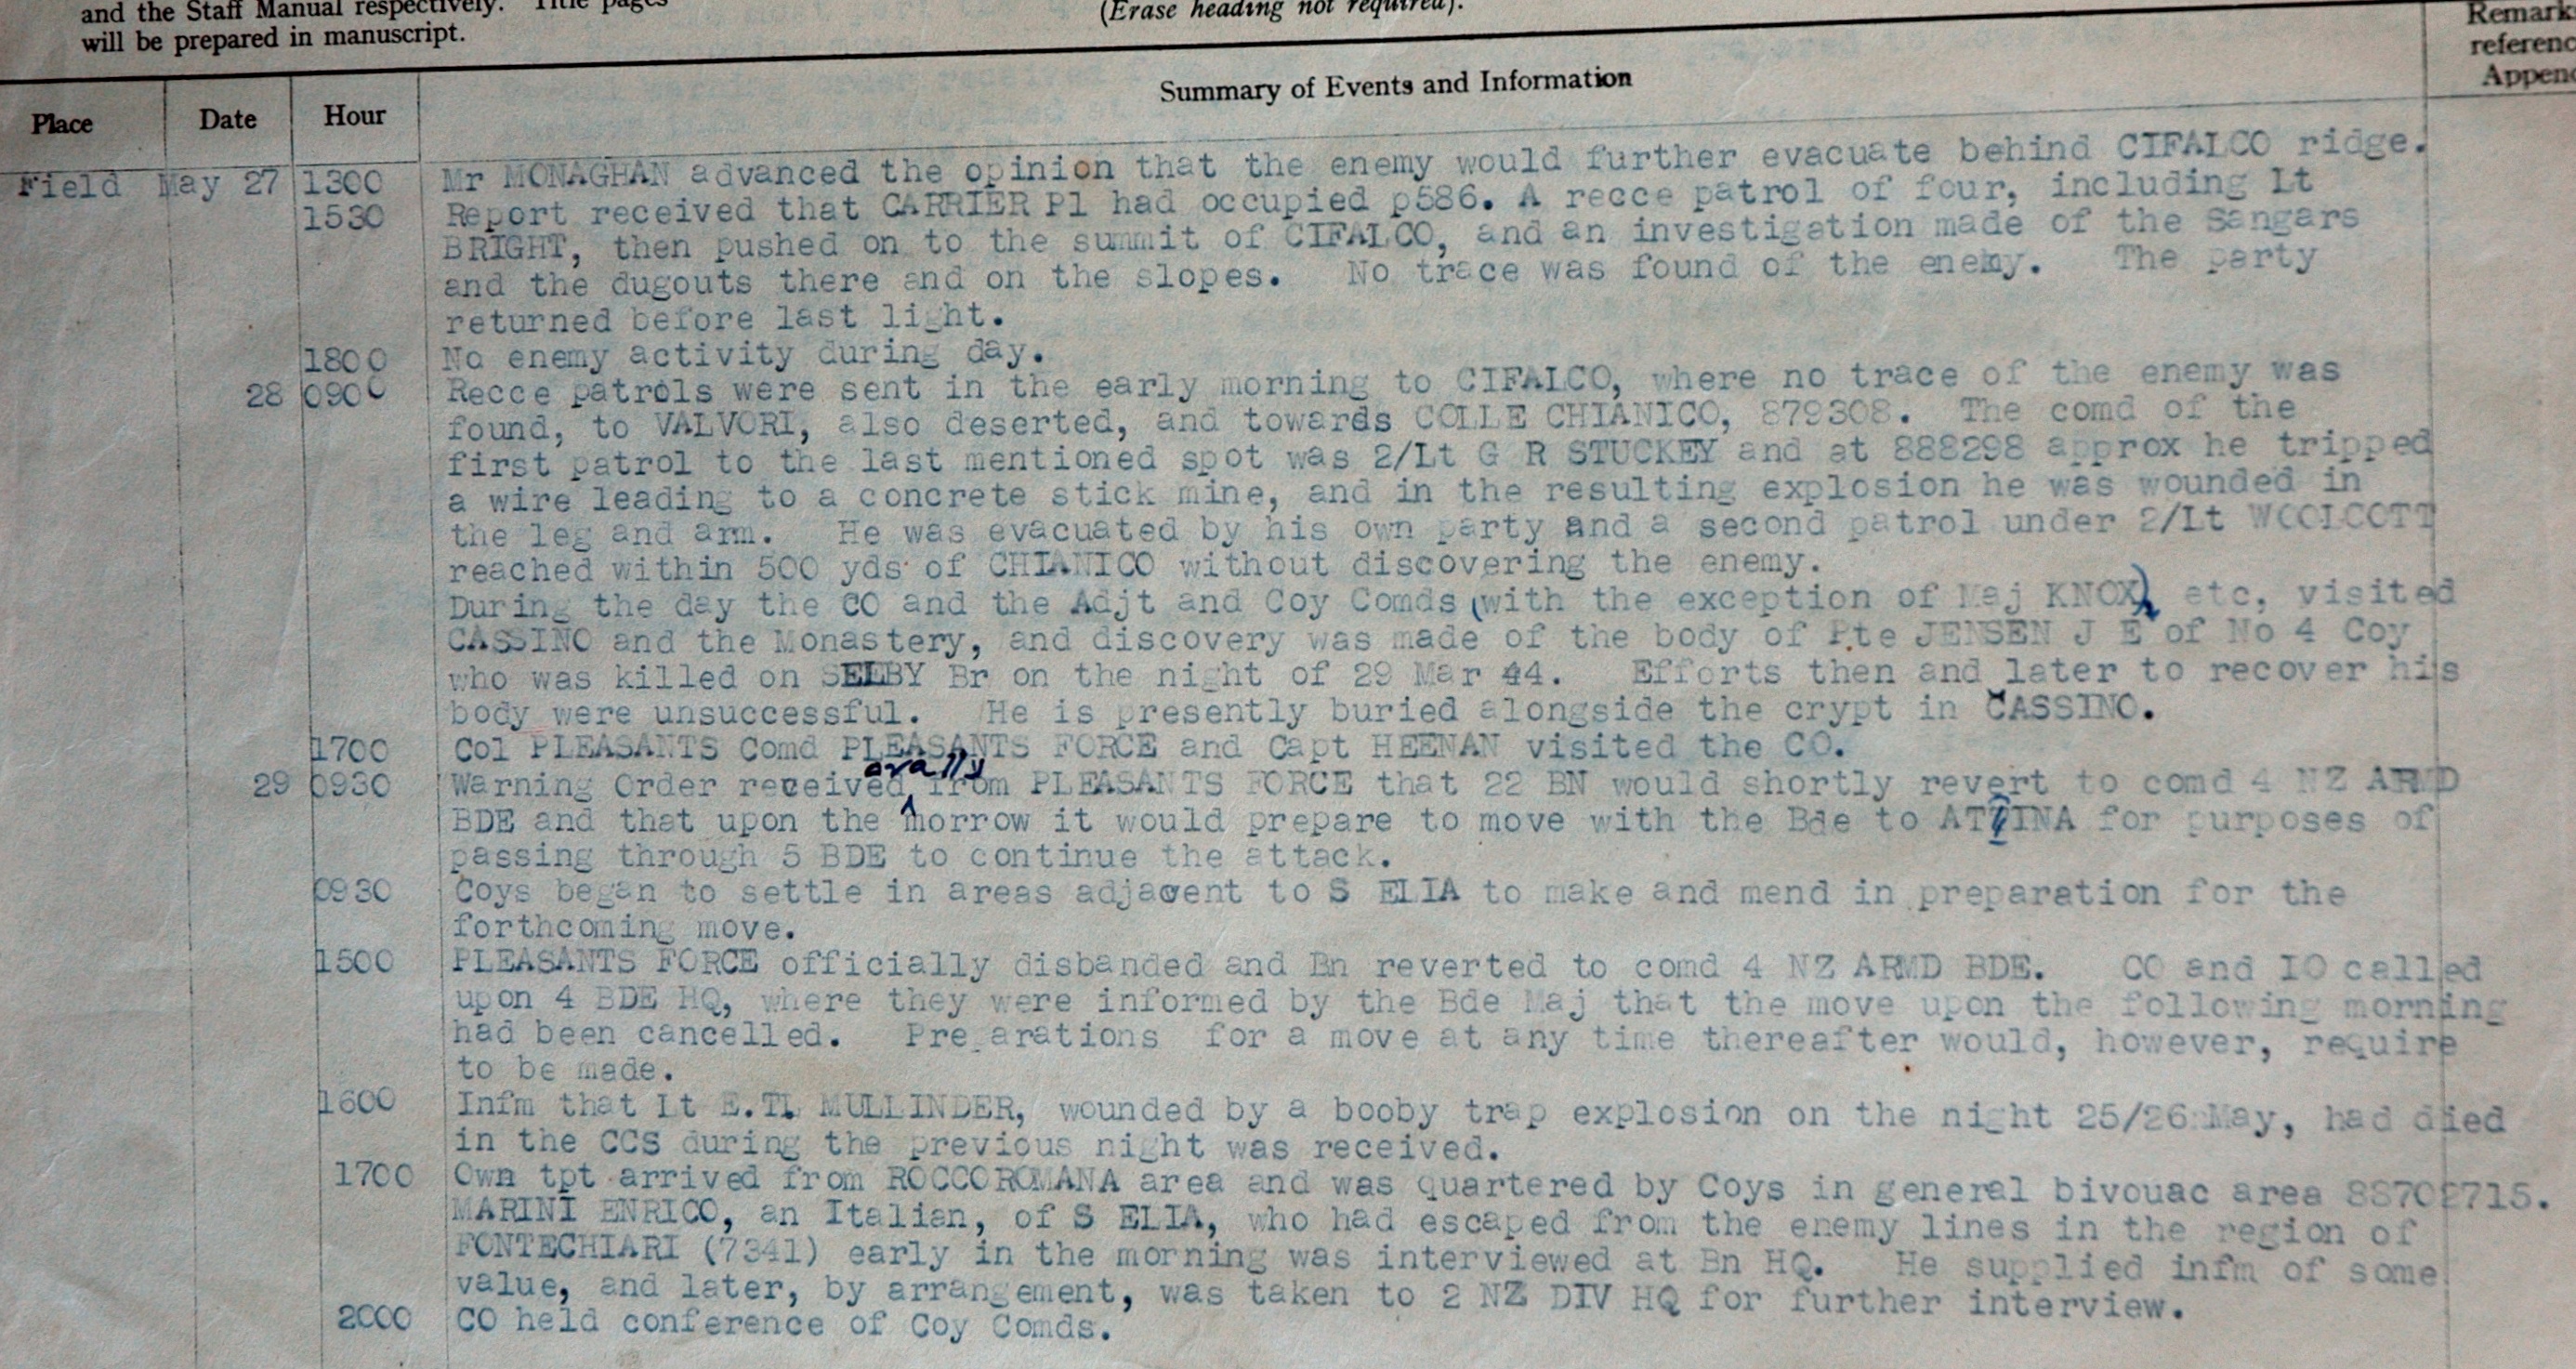 and the Staff Manual respectively. Title pages
will be prepared in manuscript.
(Erase heading not required).
Remark
referenc
Appen
Summary of Events and Information
Place Date Hour
Field May 27 1300 Mr MONAGHAN advanced the opinion that the enemy would further evacuate behind CIFALCO ridge.
1530 Report received that CARRIER Pl had occupied p586. A recce patrol of four, including Lt
BRIGHT, then pushed on to the summit of CIFALCO, and an investigation made of the sangars
and the dugouts there and on the slopes. No trace was found of the enemy. The party
returned before last light.
1800 No enemy activity during day.
28 0900 Recce patrols were sent in the early morning to CIFALCO, where no trace of the enemy was
found, to VALVORI, also deserted, and towards COLLE CHIANICO, 879308. The comd of the
first patrol to the last mentioned spot was 2/Lt G R STUCKEY and at 888298 approx he tripped
a wire leading to a concrete stick mine, and in the resulting explosion he was wounded in
the leg and arm. He was evacuated by his own party and a second patrol under 2/Lt WOOLCOTT
reached within 500 yds of CHIANICO without discovering the enemy.
During the day the CO and the Adjt and Coy Comds (with the exception of Maj KNOX), etc, visited
CASSINO and the Monastery, and discovery was made of the body of Pte JENSEN J E of No 4 Coy
who was killed on SELBY Br on the night of 29 Mar 44. Efforts then and later to recover his
body were unsuccessful. He is presently buried alongside the crypt in CASSINO.
1700 Col PLEASANTS Comd PLEASANTS FORCE and Capt HEENAN visited the CO.
orally
29 0930 Warning Order received from PLEASANTS FORCE that 22 BN would shortly revert to comd 4 NZ ARMD
BDE and that upon the morrow it would prepare to move with the Bde to ATTINA for purposes of
passing through 5 BDE to continue the attack.
0930 Coys began to settle in areas adjacent to S ELIA to make and mend in preparation for the
forthcoming move.
1500 PLEASANTS FORCE officially disbanded and Bn reverted to comd 4 NZ ARMD BDE. CO and IO called
upon 4 BDE HQ, where they were informed by the Bde Maj that the move upon the following morning
had been cancelled. Preparations for a move at any time thereafter would, however, require
to be made.
1600 Infm that Lt MULLINDER, wounded by a booby trap explosion on the night 25/26 May, had died
in the CCS during the previous night was received.
1700 Own tpt arrived from ROCCOROMANA area and was quartered by Coys in general bivouac area
MARINI ENRICO, an Italian, of S ELIA, who had escaped from the enemy lines in the region of
FONTECHIARI (7341) early in the morning was interviewed at Bn HQ. He supplied infm of some
value, and later, by arrangement, was taken to 2 NZ DIV HQ for further interview.
2000 CO held conference of Coy Comds.